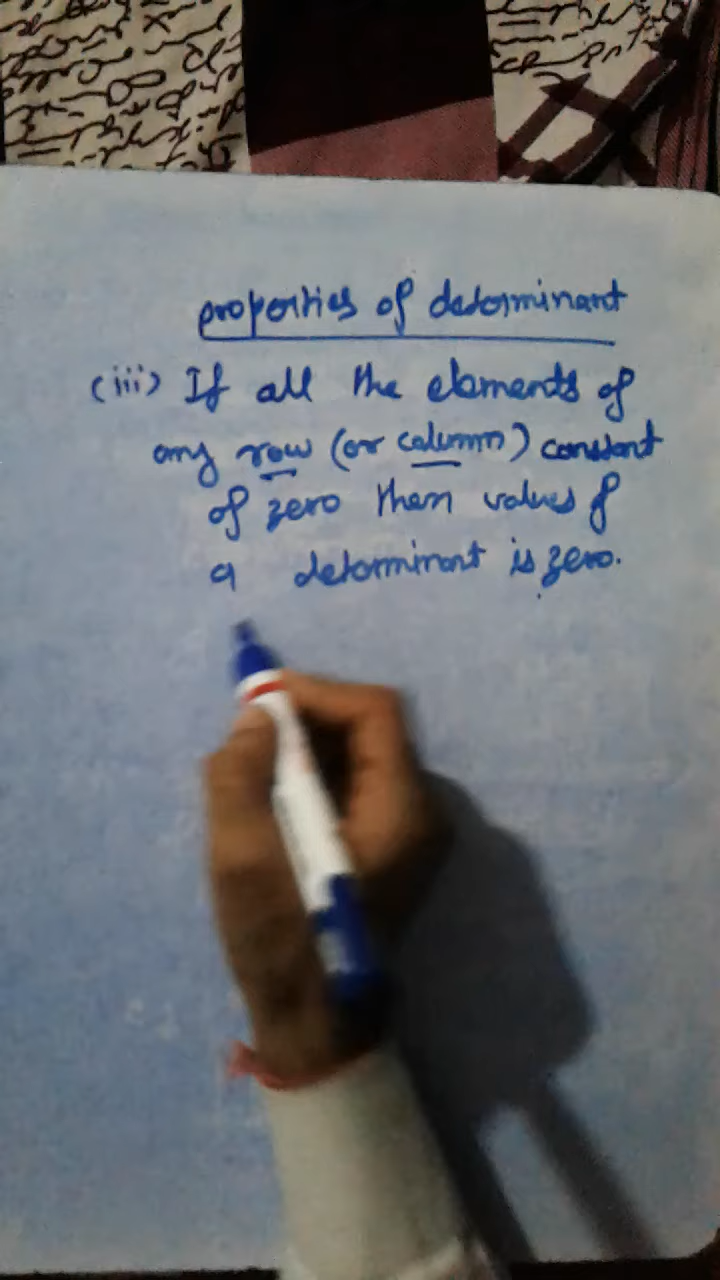 properties of determinant
(iii) If all the elements of
any row (or column) constant
of zero then values of
a determinant is zero.